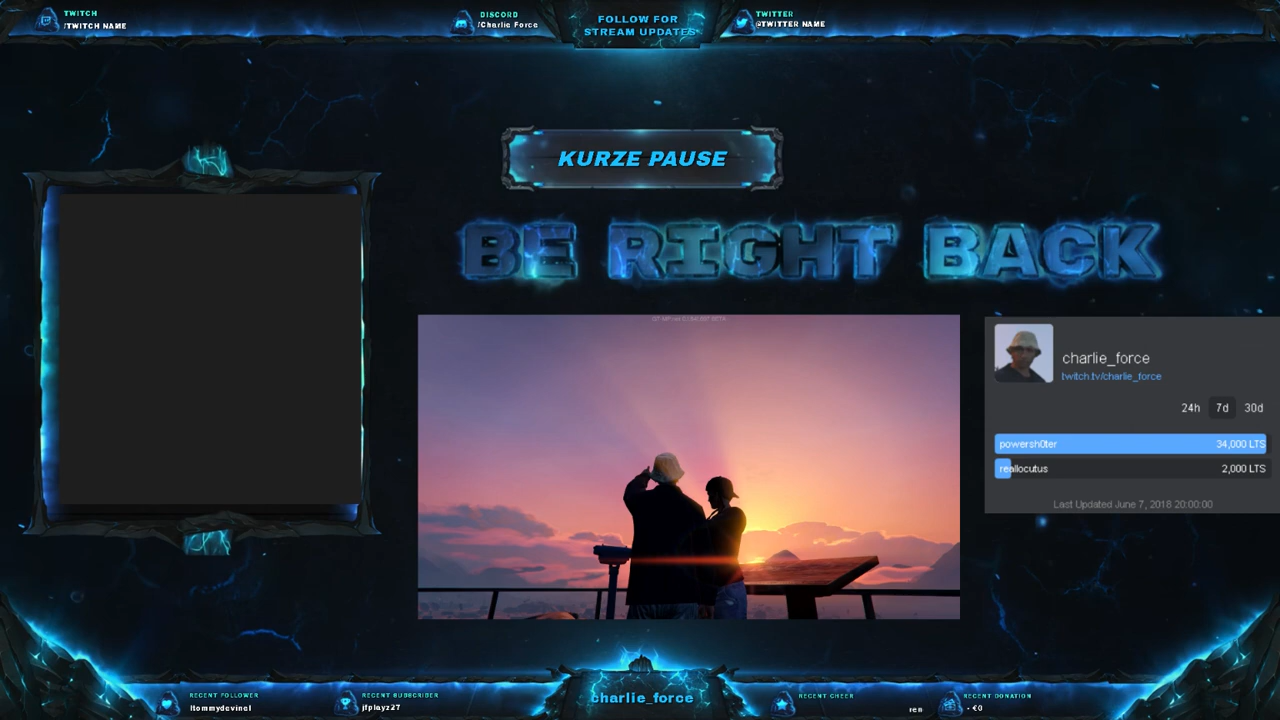 TWITCH
/TWITCH NAME
DISCORD
/Charlie Force
FOLLOW FOR
STREAM UPDATES
TWITTER
@TWITTER NAME
KURZE PAUSE
BE RIGHT BACK
charlie_force
twitch.tv/charlie_force
24h 7d 30d
powersh0ter 34,000 LTS
reallocutus 2,000 LTS
Last Updated June 7, 2018 20:00:00
RECENT FOLLOWER
RECENT SUBSCRIBER
jfplayz27
charlie_force
RECENT CHEER
ren
RECENT DONATION
- €0